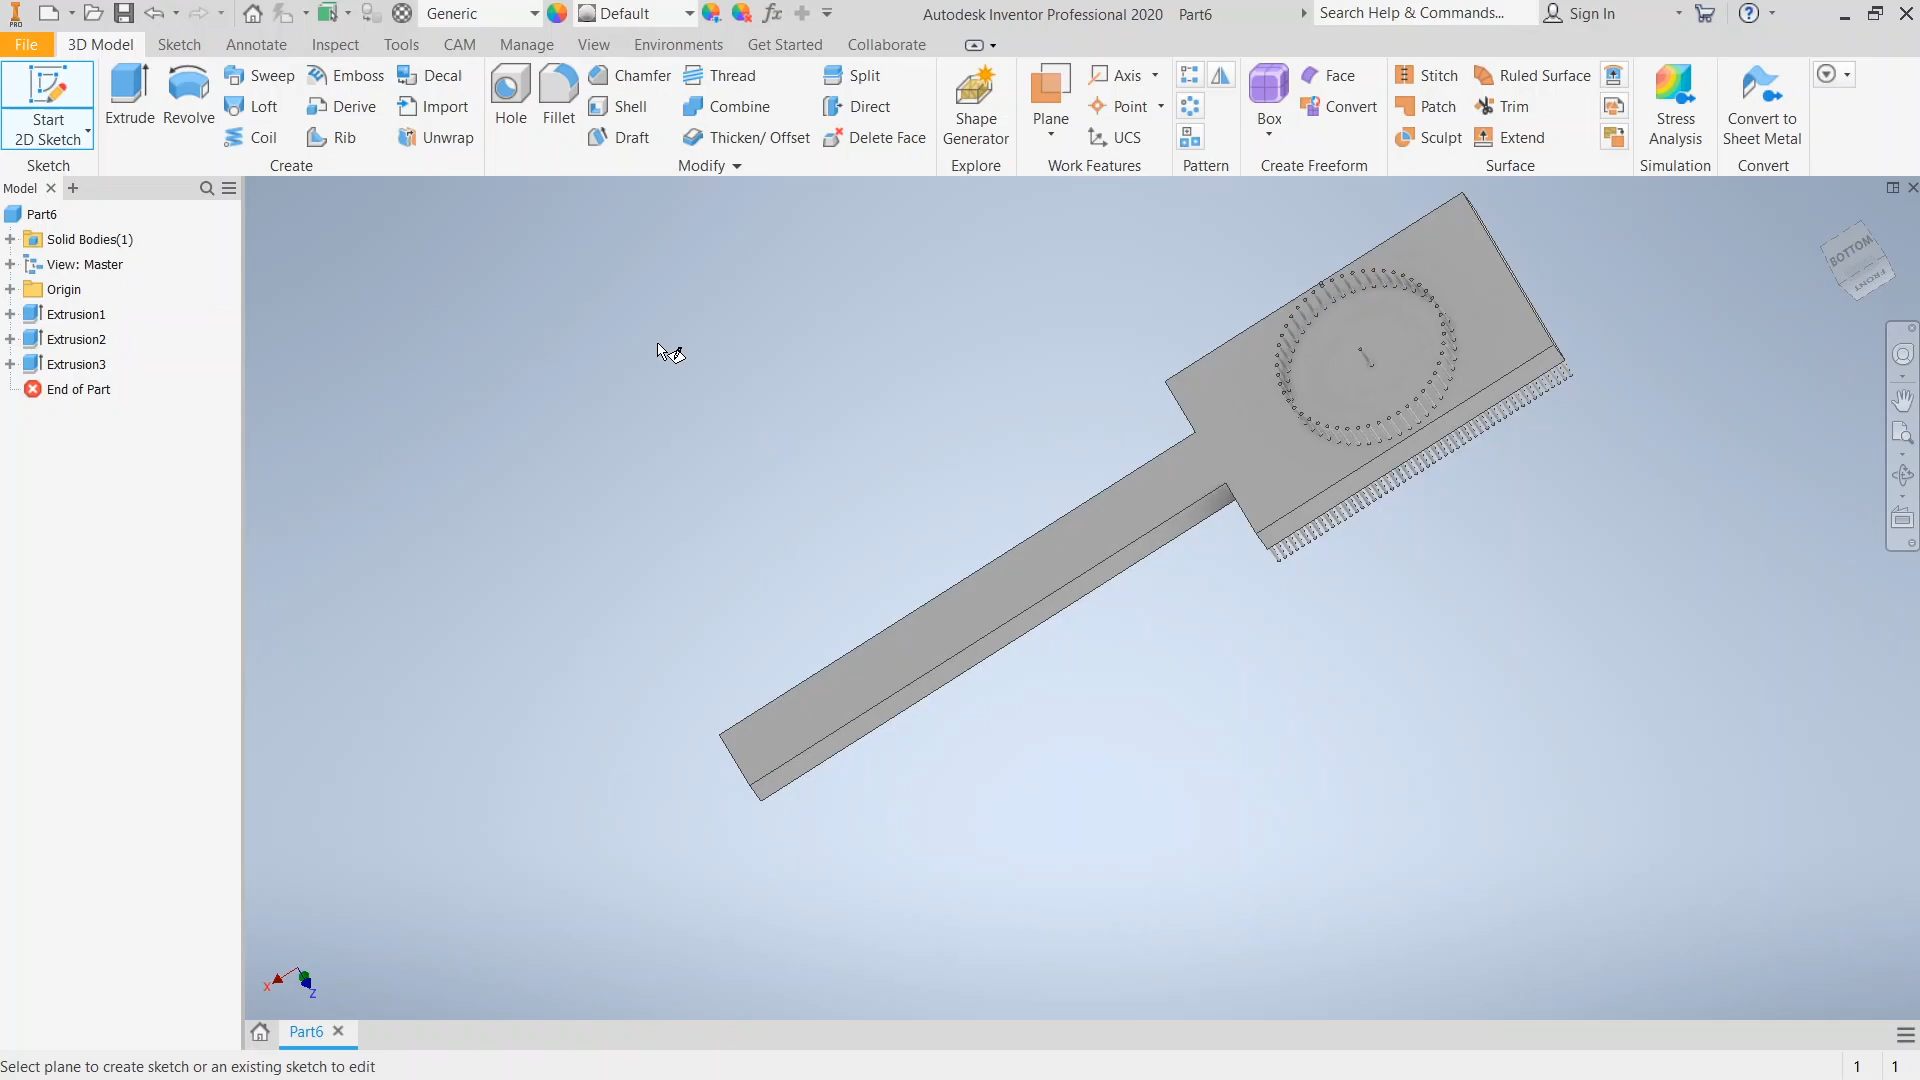 Generic
Default
Autodesk Inventor Professional 2020 Part6
Search Help & Commands...
Sign In
File
3D Model
Sketch
Annotate
Inspect
Tools
CAM
Manage
View
Environments
Get Started
Collaborate
Start
2D Sketch
Sketch
Extrude
Revolve
Sweep
Loft
Coil
Emboss
Derive
Rib
Decal
Import
Unwrap
Create
Hole
Fillet
Chamfer
Shell
Draft
Thread
Combine
Thicken/ Offset
Split
Direct
Delete Face
Modify
Shape
Generator
Explore
Plane
Axis
Point
UCS
Work Features
Pattern
Box
Face
Convert
Create Freeform
Stitch
Patch
Sculpt
Ruled Surface
Trim
Extend
Surface
Stress
Analysis
Simulation
Convert to
Sheet Metal
Convert
Model
Part6
Solid Bodies(1)
View: Master
Origin
Extrusion1
Extrusion2
Extrusion3
End of Part
BOTTOM
FRONT
X
Z
Part6
Select plane to create sketch or an existing sketch to edit
1 1